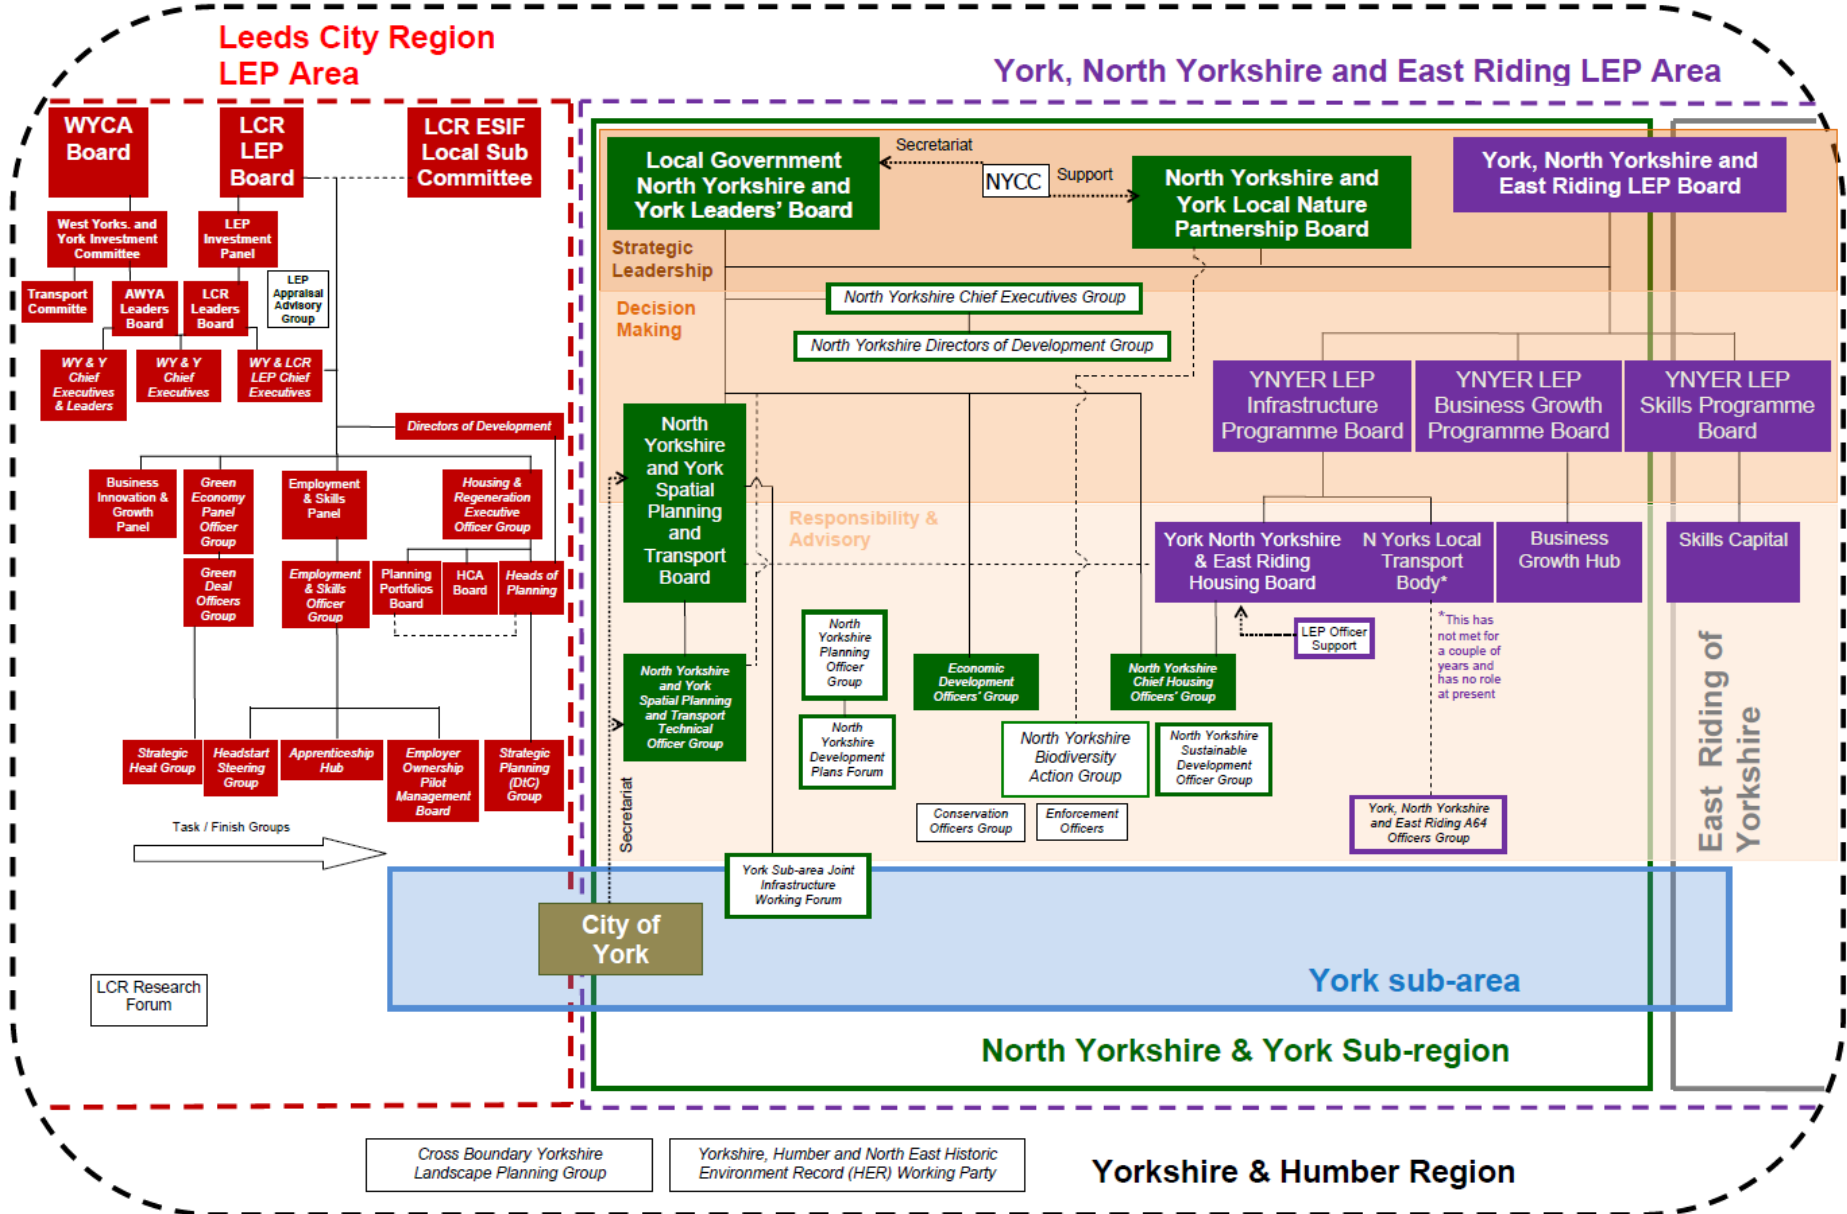 Leeds City Region
LEP Area
York, North Yorkshire and East Riding LEP Area
WYCA
Board
LCR
LEP
Board
LCR ESIF
Local Sub
Committee
West Yorks. and
York Investment
Committee
LEP
Investment
Panel
Transport
Committe
AWYA
Leaders
Board
LCR
Leaders
Board
LEP
Appraisal
Advisory
Group
WY & Y
Chief
Executives
& Leaders
WY & Y
Chief
Executives
WY & LCR
LEP Chief
Executives
Directors of Development
Business
Innovation &
Growth
Panel
Green
Economy
Panel
Officer
Group
Employment
& Skills
Panel
Housing &
Regeneration
Executive
Officer Group
Green
Deal
Officers
Group
Employment
& Skills
Officer
Group
Planning
Portfolios
Board
HCA
Board
Heads of
Planning
Strategic
Heat Group
Headstart
Steering
Group
Apprenticeship
Hub
Employer
Ownership
Pilot
Management
Board
Strategic
Planning
(DtC)
Group
Task / Finish Groups
LCR Research
Forum
Local Government
North Yorkshire and
York Leaders' Board
Secretariat
NYCC
Support
North Yorkshire and
York Local Nature
Partnership Board
York, North Yorkshire and
East Riding LEP Board
Strategic
Leadership
Decision
Making
North Yorkshire Chief Executives Group
North Yorkshire Directors of Development Group
North
Yorkshire
and York
Spatial
Planning
and
Transport
Board
YNYER LEP
Infrastructure
Programme Board
YNYER LEP
Business Growth
Programme Board
YNYER LEP
Skills Programme
Board
Responsibility &
Advisory
York North Yorkshire
& East Riding
Housing Board
N Yorks Local
Transport
Body*
Business
Growth Hub
Skills Capital
*This has
not met for
a couple of
years and
has no role
at present
LEP Officer
Support
North Yorkshire
and York
Spatial Planning
and Transport
Technical
Officer Group
North
Yorkshire
Planning
Officer
Group
Economic
Development
Officers' Group
North Yorkshire
Chief Housing
Officers' Group
North
Yorkshire
Development
Plans Forum
North Yorkshire
Biodiversity
Action Group
North Yorkshire
Sustainable
Development
Officer Group
Conservation
Officers Group
Enforcement
Officers
York, North Yorkshire
and East Riding A64
Officers Group
East Riding of
Yorkshire
Secretariat
York Sub-area Joint
Infrastructure
Working Forum
City of
York
York sub-area
North Yorkshire & York Sub-region
Cross Boundary Yorkshire
Landscape Planning Group
Yorkshire, Humber and North East Historic
Environment Record (HER) Working Party
Yorkshire & Humber Region